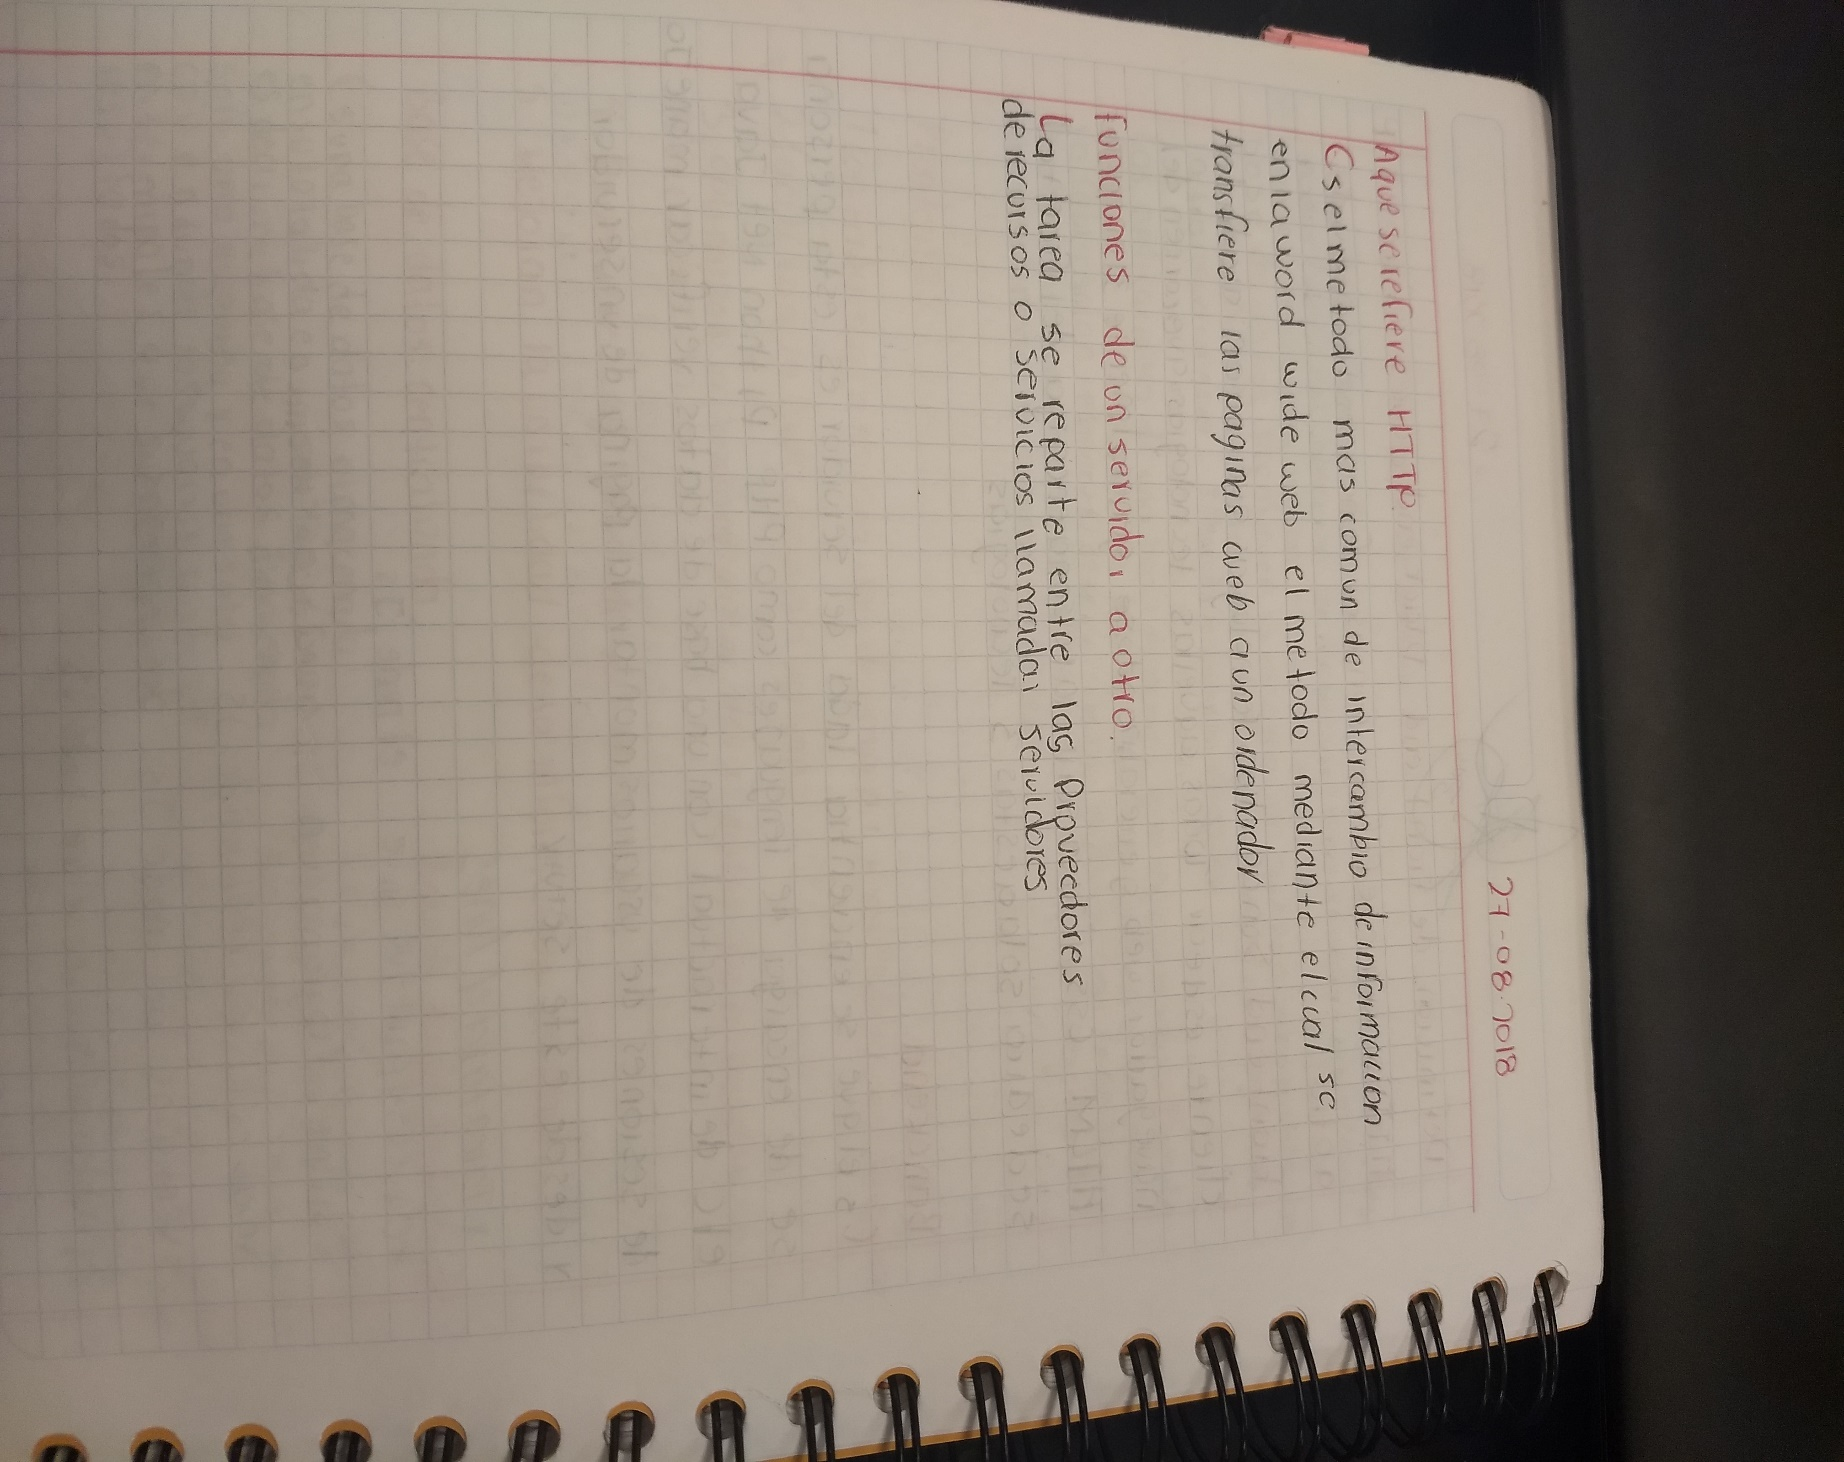 27-08-2018
A que se refiere HTTP
Es el metodo mas comun de intercambio de informacion
en la word wide web el metodo mediante el cual se
transfiere las paginas web a un ordenador
funciones de un servidor a otro.
La tarea se reparte entre las proveedores
de recursos o servicios llamadas servidores